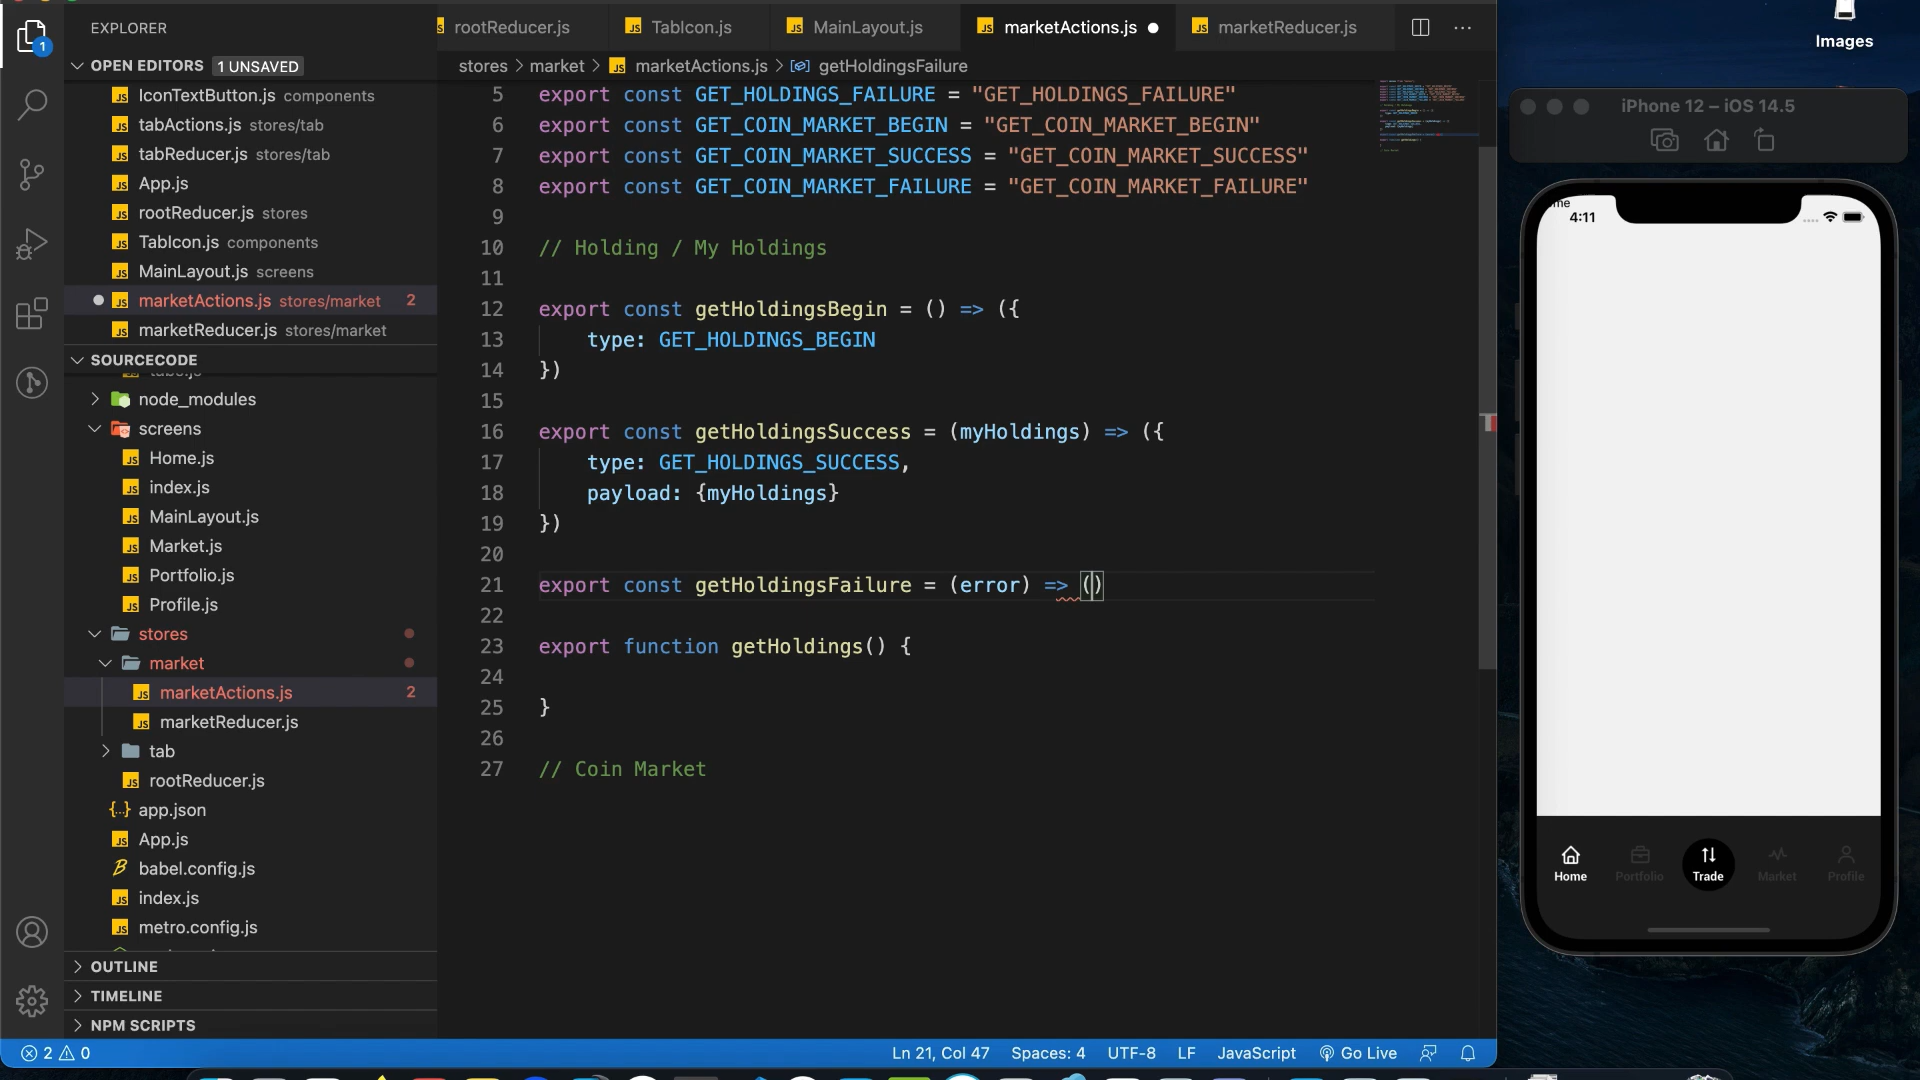 EXPLORER
OPEN EDITORS 1 UNSAVED
IconTextButton.js components
tabActions.js stores/tab
tabReducer.js stores/tab
App.js
rootReducer.js stores
TabIcon.js components
MainLayout.js screens
marketActions.js stores/market 2
marketReducer.js stores/market
SOURCECODE
node_modules
screens
Home.js
index.js
MainLayout.js
Market.js
Portfolio.js
Profile.js
stores
market
marketActions.js 2
marketReducer.js
tab
rootReducer.js
app.json
App.js
babel.config.js
index.js
metro.config.js
OUTLINE
TIMELINE
NPM SCRIPTS
rootReducer.js TabIcon.js MainLayout.js marketActions.js marketReducer.js
stores > market > marketActions.js > getHoldingsFailure
5 export const GET_HOLDINGS_FAILURE = "GET_HOLDINGS_FAILURE"
6 export const GET_COIN_MARKET_BEGIN = "GET_COIN_MARKET_BEGIN"
7 export const GET_COIN_MARKET_SUCCESS = "GET_COIN_MARKET_SUCCESS"
8 export const GET_COIN_MARKET_FAILURE = "GET_COIN_MARKET_FAILURE"
9
10 // Holding / My Holdings
11
12 export const getHoldingsBegin = () => ({
13 type: GET_HOLDINGS_BEGIN
14 })
15
16 export const getHoldingsSuccess = (myHoldings) => ({
17 type: GET_HOLDINGS_SUCCESS,
18 payload: {myHoldings}
19 })
20
21 export const getHoldingsFailure = (error) => ()
22
23 export function getHoldings() {
24
25 }
26
27 // Coin Market
2 0
Ln 21, Col 47 Spaces: 4 UTF-8 LF JavaScript Go Live
Images
iPhone 12 – iOS 14.5
4:11
Home Portfolio Trade Market Profile
1